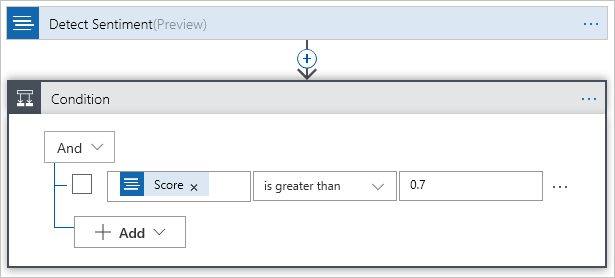 Detect Sentiment(Preview)
Condition
And
Score × is greater than 0.7
Add